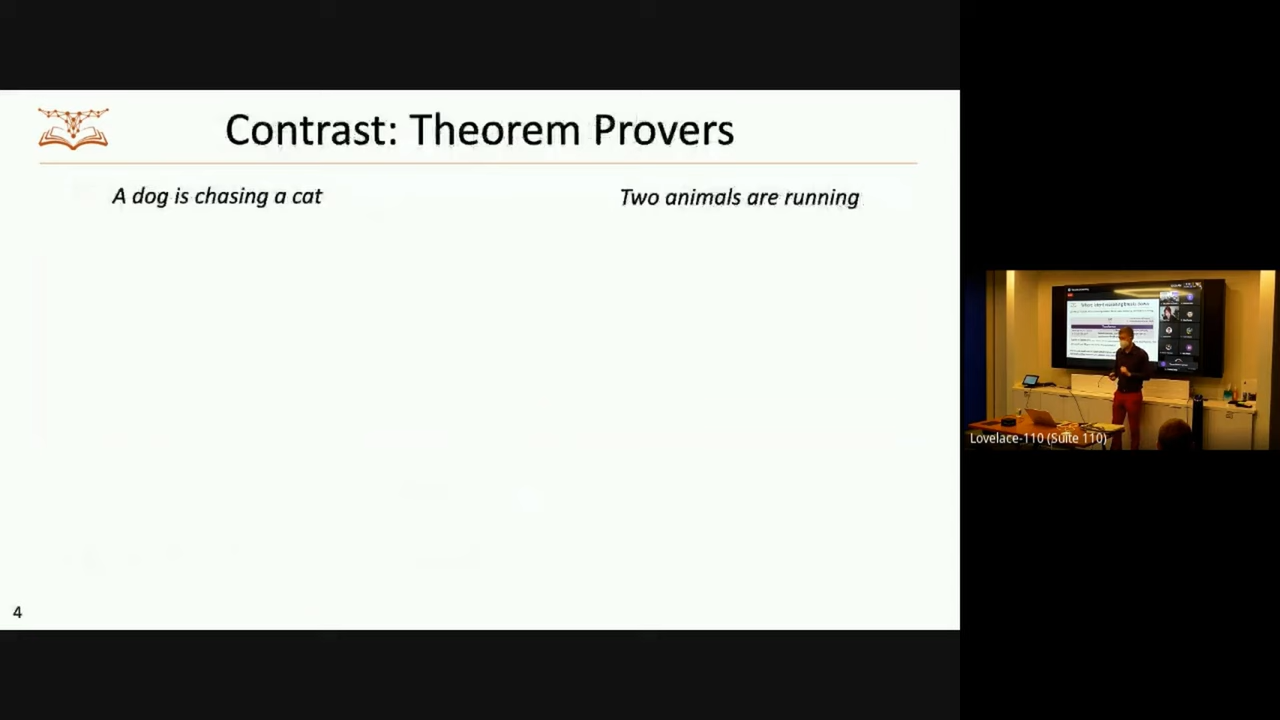 Contrast: Theorem Provers
A dog is chasing a cat
Two animals are running
4
Lovelace-110 (Suite 110)